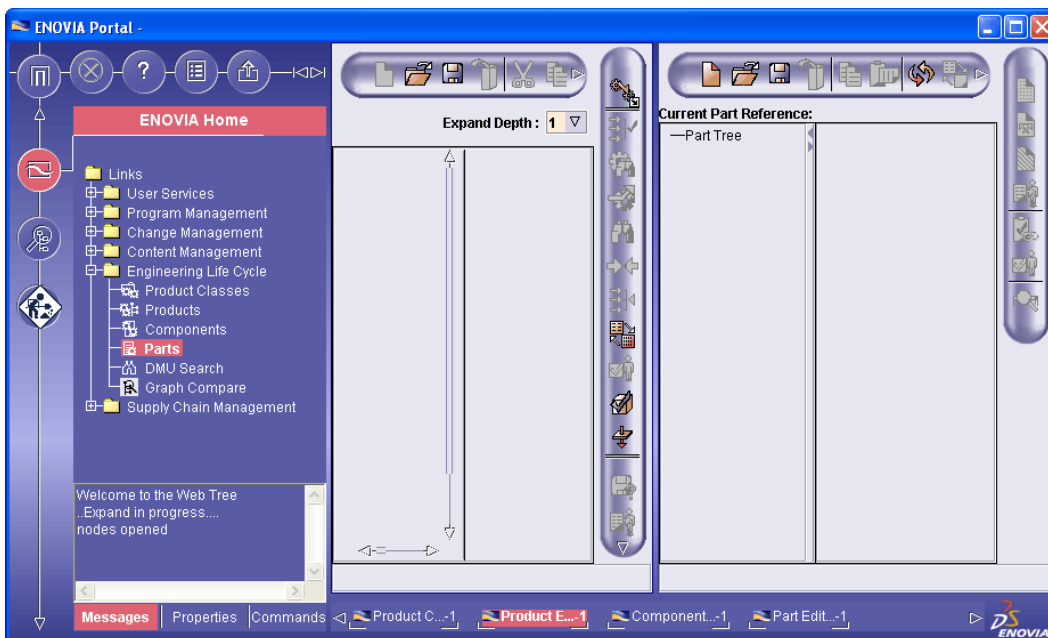 ENOVIA Portal -
?
ENOVIA Home
Links
User Services
Program Management
Change Management
Content Management
Engineering Life Cycle
Product Classes
Products
Components
Parts
DMU Search
Graph Compare
Supply Chain Management
Welcome to the Web Tree
..Expand in progress....
nodes opened
Messages Properties Commands
Expand Depth : 1
Current Part Reference:
Part Tree
Product C...-1 Product E...-1 Component...-1 Part Edit...-1
ENOVIA